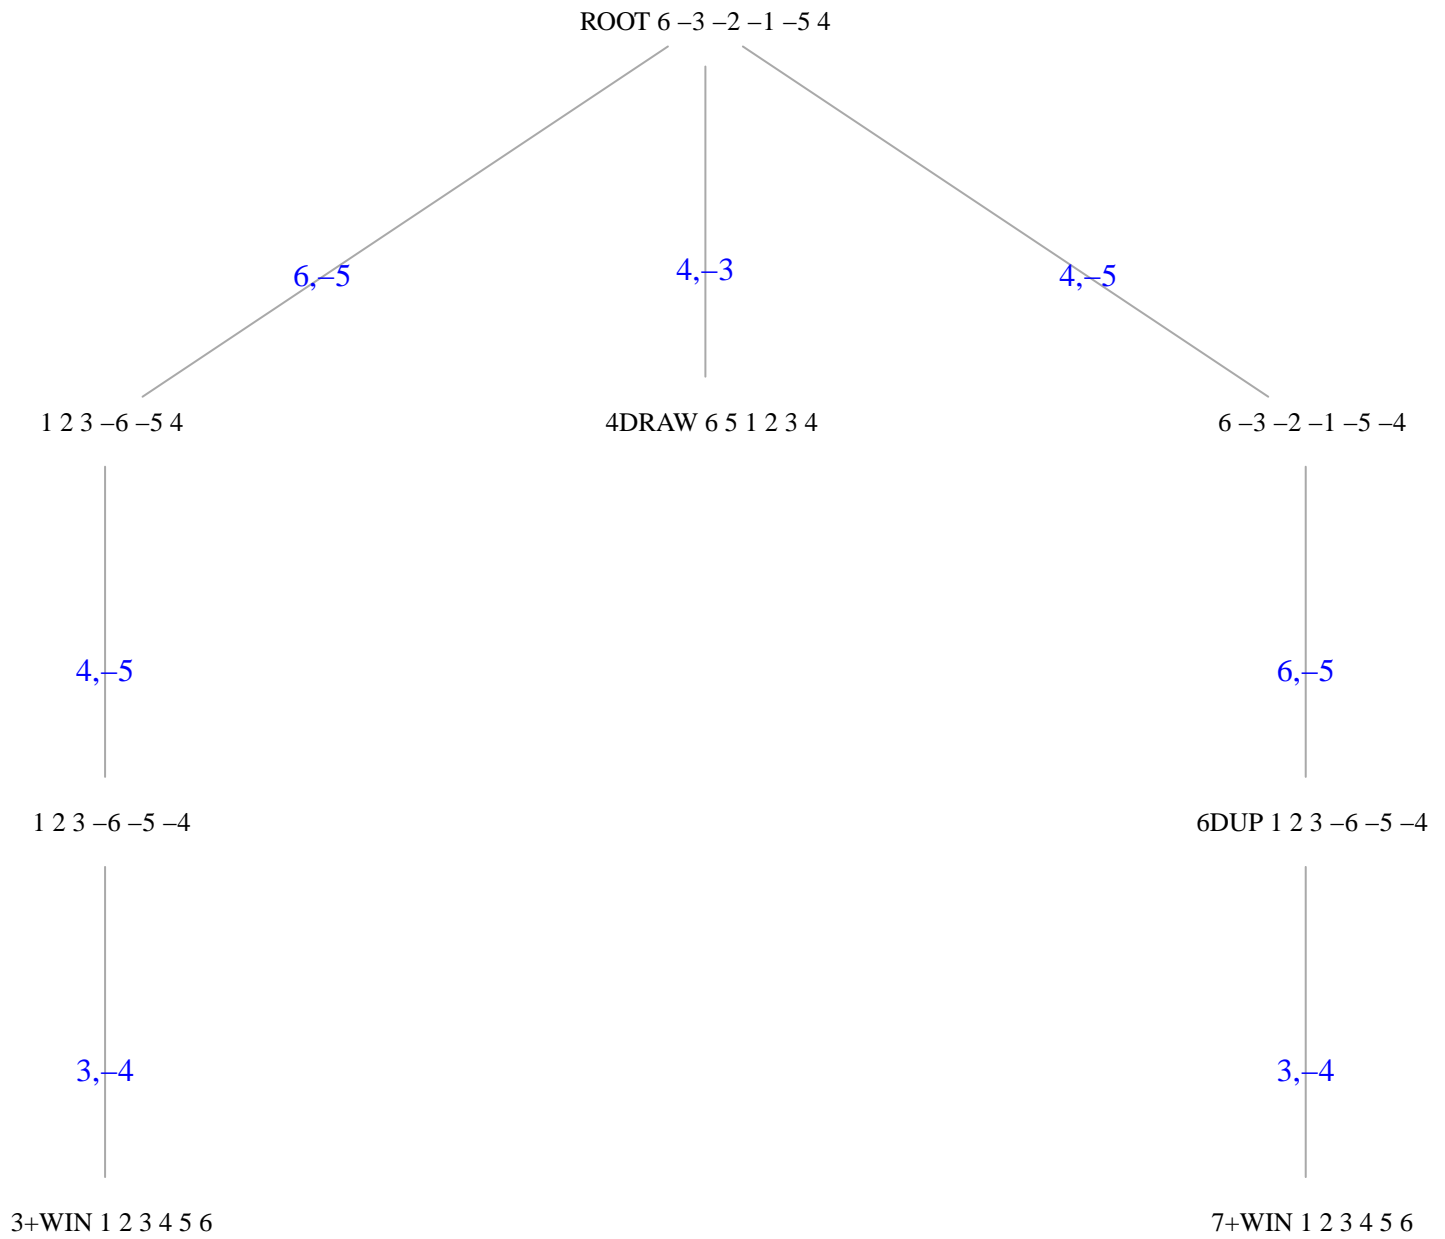 ROOT 6 –3 –2 –1 –5 4
6,–5
4,–3
4,–5
1 2 3 –6 –5 4
4DRAW 6 5 1 2 3 4
6 –3 –2 –1 –5 –4
4,–5
6,–5
1 2 3 –6 –5 –4
6DUP 1 2 3 –6 –5 –4
3,–4
3,–4
3+WIN 1 2 3 4 5 6
7+WIN 1 2 3 4 5 6